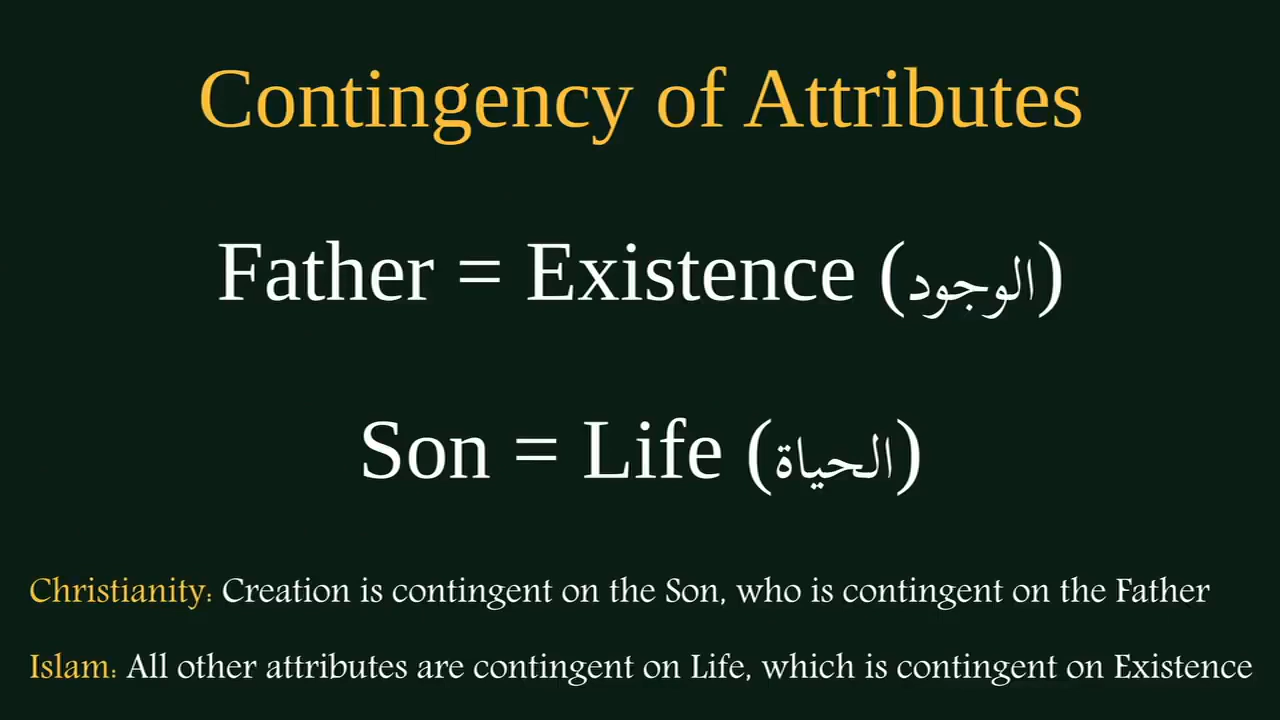 Contingency of Attributes
Father = Existence (الوجود)
Son = Life (الحياة)
Christianity: Creation is contingent on the Son, who is contingent on the Father
Islam: All other attributes are contingent on Life, which is contingent on Existence